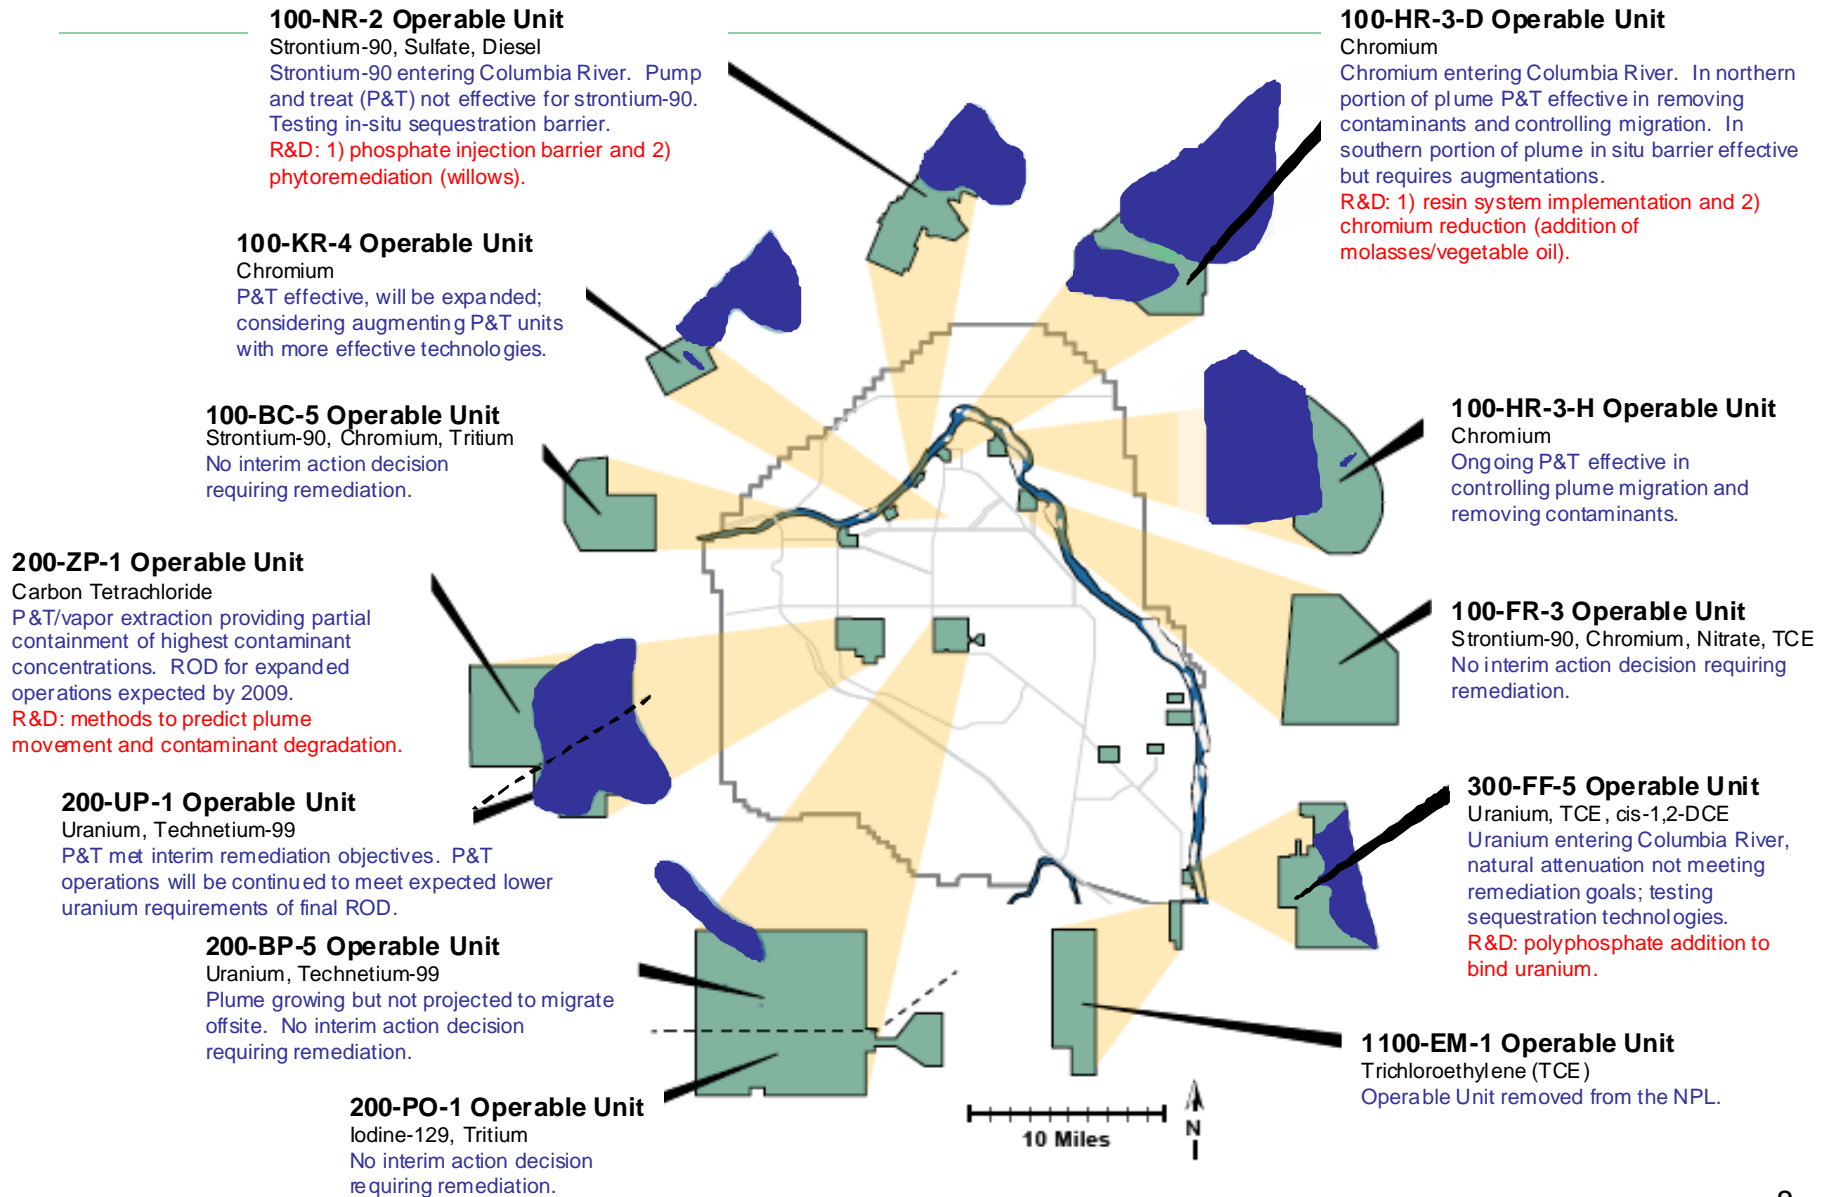 100-NR-2 Operable Unit
Strontium-90, Sulfate, Diesel
Strontium-90 entering Columbia River. Pump
and treat (P&T) not effective for strontium-90.
Testing in-situ sequestration barrier.
R&D: 1) phosphate injection barrier and 2)
phytoremediation (willows).
100-HR-3-D Operable Unit
Chromium
Chromium entering Columbia River. In northern
portion of plume P&T effective in removing
contaminants and controlling migration. In
southern portion of plume in situ barrier effective
but requires augmentations.
R&D: 1) resin system implementation and 2)
chromium reduction (addition of
molasses/vegetable oil).
100-KR-4 Operable Unit
Chromium
P&T effective, will be expanded;
considering augmenting P&T units
with more effective technologies.
100-BC-5 Operable Unit
Strontium-90, Chromium, Tritium
No interim action decision
requiring remediation.
100-HR-3-H Operable Unit
Chromium
Ongoing P&T effective in
controlling plume migration and
removing contaminants.
200-ZP-1 Operable Unit
Carbon Tetrachloride
P&T/vapor extraction providing partial
containment of highest contaminant
concentrations. ROD for expanded
operations expected by 2009.
R&D: methods to predict plume
movement and contaminant degradation.
100-FR-3 Operable Unit
Strontium-90, Chromium, Nitrate, TCE
No interim action decision requiring
remediation.
200-UP-1 Operable Unit
Uranium, Technetium-99
P&T met interim remediation objectives. P&T
operations will be continued to meet expected lower
uranium requirements of final ROD.
300-FF-5 Operable Unit
Uranium, TCE, cis-1,2-DCE
Uranium entering Columbia River,
natural attenuation not meeting
remediation goals; testing
sequestration technologies.
R&D: polyphosphate addition to
bind uranium.
200-BP-5 Operable Unit
Uranium, Technetium-99
Plume growing but not projected to migrate
offsite. No interim action decision
requiring remediation.
1100-EM-1 Operable Unit
Trichloroethylene (TCE)
Operable Unit removed from the NPL.
200-PO-1 Operable Unit
Iodine-129, Tritium
No interim action decision
requiring remediation.
10 Miles
N